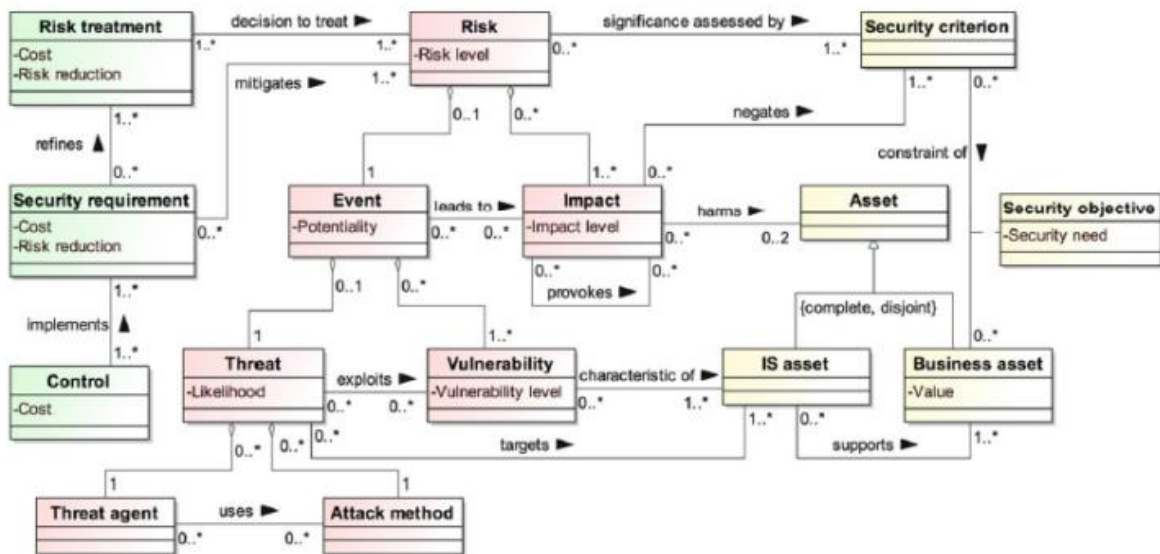 Risk treatment
-Cost
-Risk reduction
decision to treat ►
1..*
1..*
Risk
-Risk level
significance assessed by ►
0..*
1..*
Security criterion
mitigates ►
1..*
0..1
0..*
1..*
0..*
negates ►
1..*
refines ▲
0..*
constraint of ▼
1
1..*
0..*
Security requirement
-Cost
-Risk reduction
0..*
Event
-Potentiality
leads to ►
0..*
0..*
Impact
-Impact level
harms ►
0..*
0..2
Asset
Security objective
-Security need
0..*
0..*
provokes ►
0..1
0..*
1..*
implements ▲
1..*
{complete, disjoint}
1
1..*
0..*
Control
-Cost
Threat
-Likelihood
exploits ►
0..*
0..*
Vulnerability
-Vulnerability level
characteristic of ►
0..*
1..*
IS asset
Business asset
-Value
0..*
0..*
0..*
targets ►
1..*
0..*
supports ►
1..*
1
1
Threat agent
uses ►
0..*
0..*
Attack method